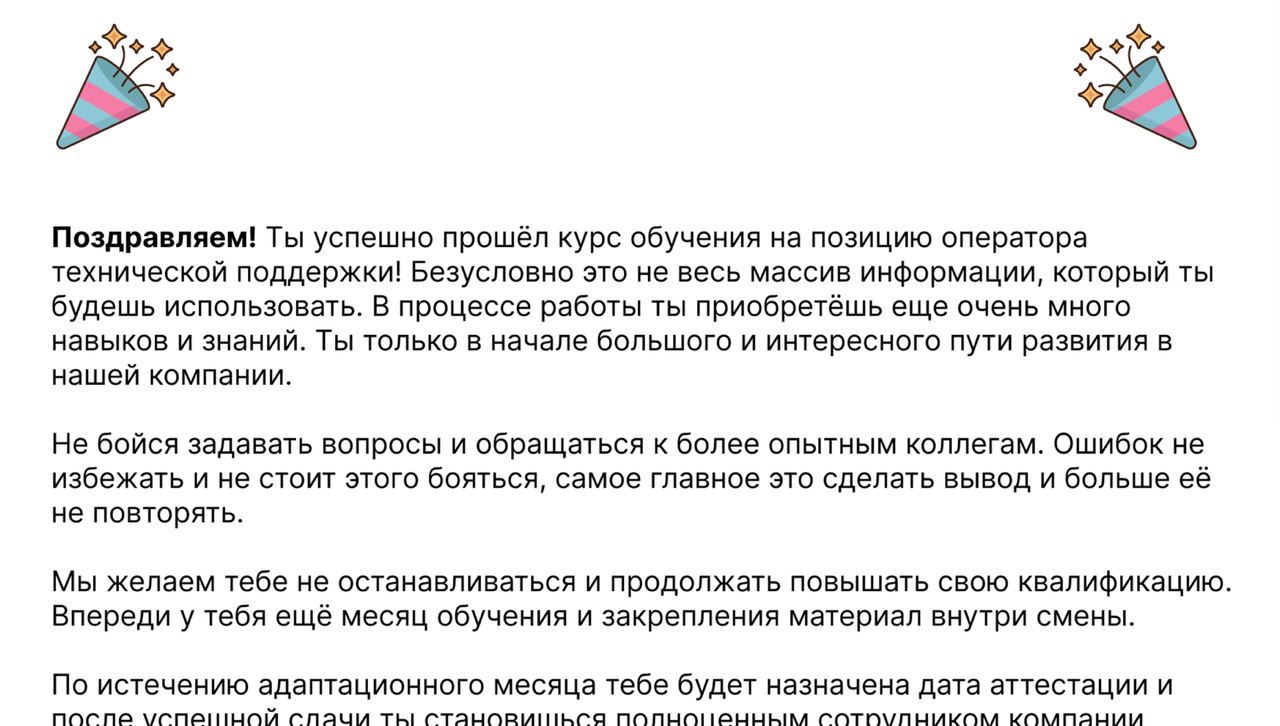 Поздравляем! Ты успешно прошёл курс обучения на позицию оператора
технической поддержки! Безусловно это не весь массив информации, который ты
будешь использовать. В процессе работы ты приобретёшь еще очень много
навыков и знаний. Ты только в начале большого и интересного пути развития в
нашей компании.
Не бойся задавать вопросы и обращаться к более опытным коллегам. Ошибок не
избежать и не стоит этого бояться, самое главное это сделать вывод и больше её
не повторять.
Мы желаем тебе не останавливаться и продолжать повышать свою квалификацию.
Впереди у тебя ещё месяц обучения и закрепления материал внутри смены.
По истечению адаптационного месяца тебе будет назначена дата аттестации и
после успешной сдачи ты становишься полноценным сотрудником компании